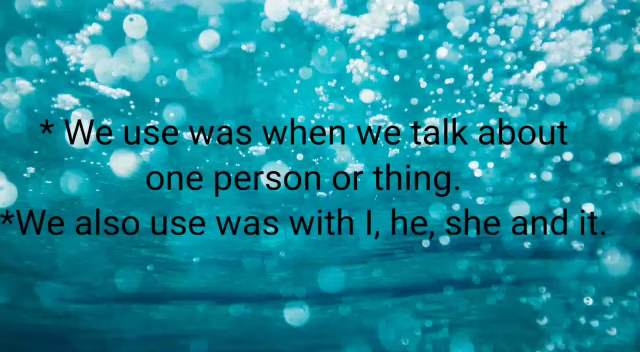 * We use was when we talk about
one person or thing.
*We also use was with I, he, she and it.